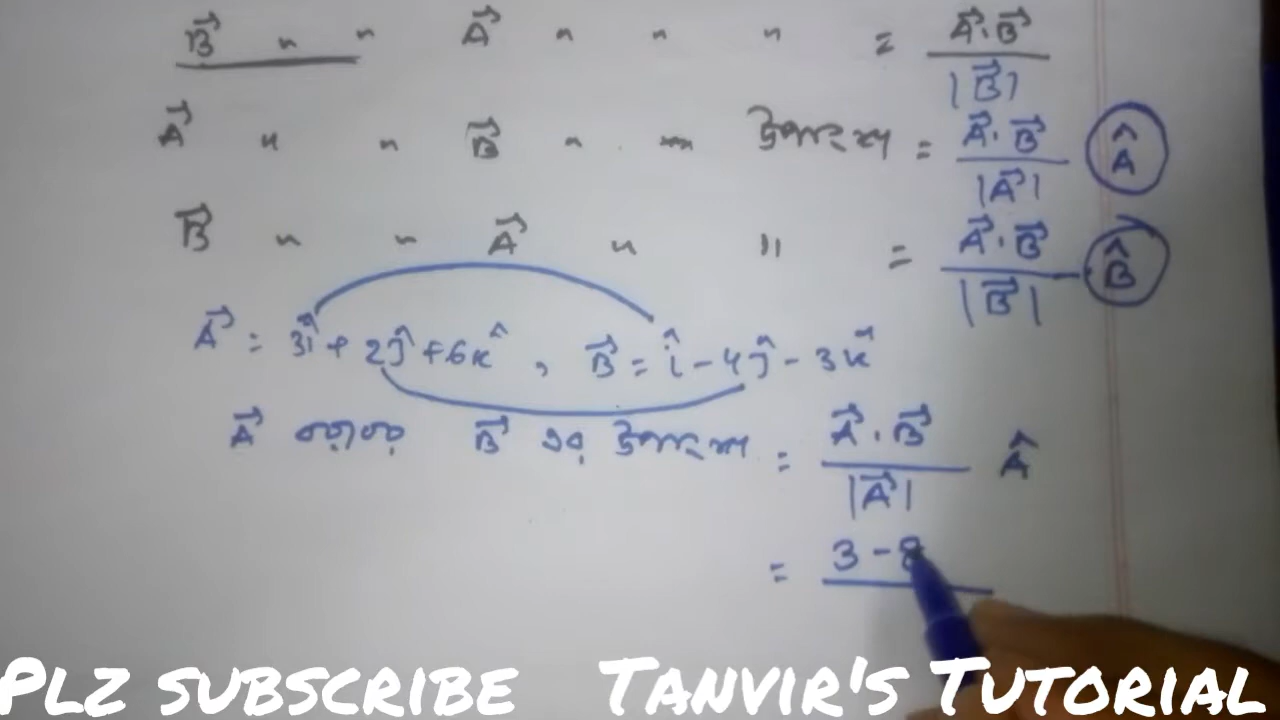 B⃗ " " A⃗ " " " = A⃗·B⃗ / |B⃗|
A⃗ " " B⃗ " " উপাংশ = A⃗·B⃗ / |A⃗| Â
B⃗ " " A⃗ " " = A⃗·B⃗ / |B⃗| B̂
A⃗ = 3î + 2ĵ + 6k̂ , B⃗ = î - 4ĵ - 3k̂
A⃗ বরাবর B⃗ এর উপাংশ = A⃗·B⃗ / |A⃗| Â
= 3 - 8
Plz subscribe Tanvir's Tutorial